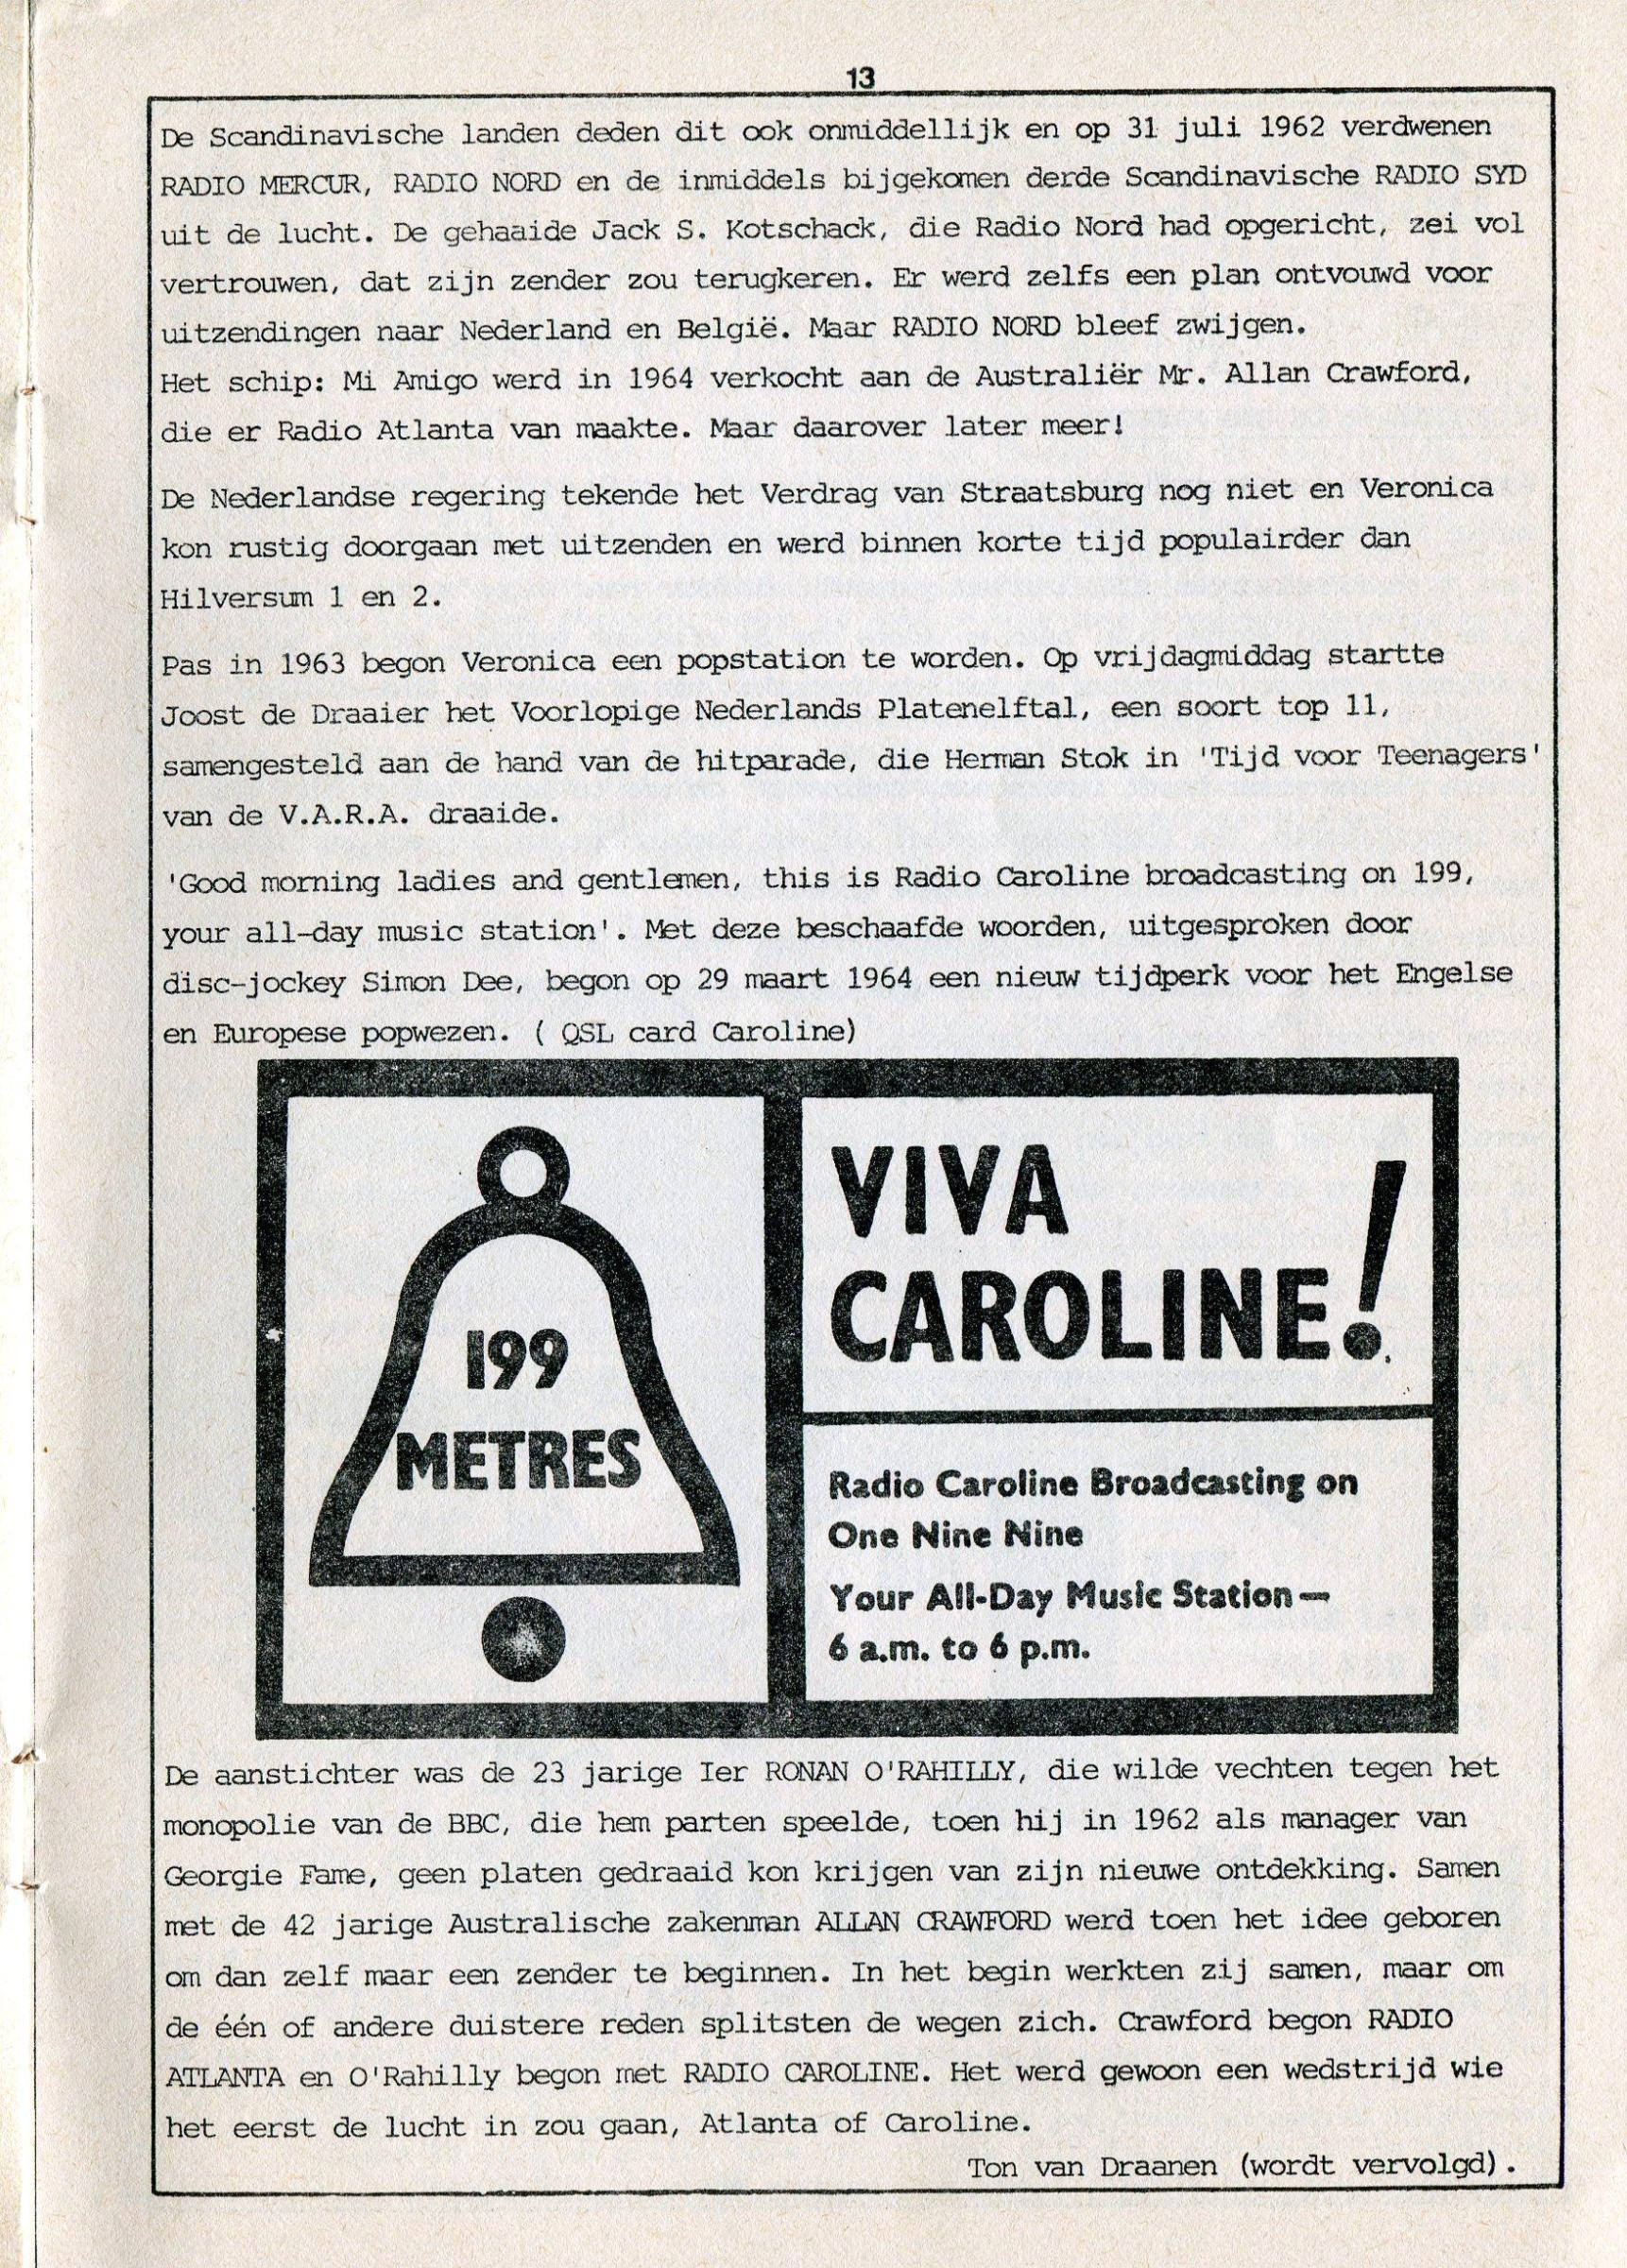 13
De Scandinavische landen deden dit ook onmiddellijk en op 31 juli 1962 verdwenen
RADIO MERCUR, RADIO NORD en de inmiddels bijgekomen derde Scandinavische RADIO SYD
uit de lucht. De gehaaide Jack S. Kotschack, die Radio Nord had opgericht, zei vol
vertrouwen, dat zijn zender zou terugkeren. Er werd zelfs een plan ontvouwd voor
uitzendingen naar Nederland en België. Maar RADIO NORD bleef zwijgen.
Het schip: Mi Amigo werd in 1964 verkocht aan de Australiër Mr. Allan Crawford,
die er Radio Atlanta van maakte. Maar daarover later meer!
De Nederlandse regering tekende het Verdrag van Straatsburg nog niet en Veronica
kon rustig doorgaan met uitzenden en werd binnen korte tijd populairder dan
Hilversum 1 en 2.
Pas in 1963 begon Veronica een popstation te worden. Op vrijdagmiddag startte
Joost de Draaier het Voorlopige Nederlands Platenelftal, een soort top 11,
samengesteld aan de hand van de hitparade, die Herman Stok in 'Tijd voor Teenagers'
van de V.A.R.A. draaide.
'Good morning ladies and gentlemen, this is Radio Caroline broadcasting on 199,
your all-day music station'. Met deze beschaafde woorden, uitgesproken door
disc-jockey Simon Dee, begon op 29 maart 1964 een nieuw tijdperk voor het Engelse
en Europese popwezen. ( QSL card Caroline)
199
METRES
VIVA
CAROLINE!
Radio Caroline Broadcasting on
One Nine Nine
Your All-Day Music Station—
6 a.m. to 6 p.m.
De aanstichter was de 23 jarige Ier RONAN O'RAHILLY, die wilde vechten tegen het
monopolie van de BBC, die hem parten speelde, toen hij in 1962 als manager van
Georgie Fame, geen platen gedraaid kon krijgen van zijn nieuwe ontdekking. Samen
met de 42 jarige Australische zakenman ALLAN CRAWFORD werd toen het idee geboren
om dan zelf maar een zender te beginnen. In het begin werkten zij samen, maar om
de één of andere duistere reden splitsten de wegen zich. Crawford begon RADIO
ATLANTA en O'Rahilly begon met RADIO CAROLINE. Het werd gewoon een wedstrijd wie
het eerst de lucht in zou gaan, Atlanta of Caroline.
Ton van Draanen (wordt vervolgd).